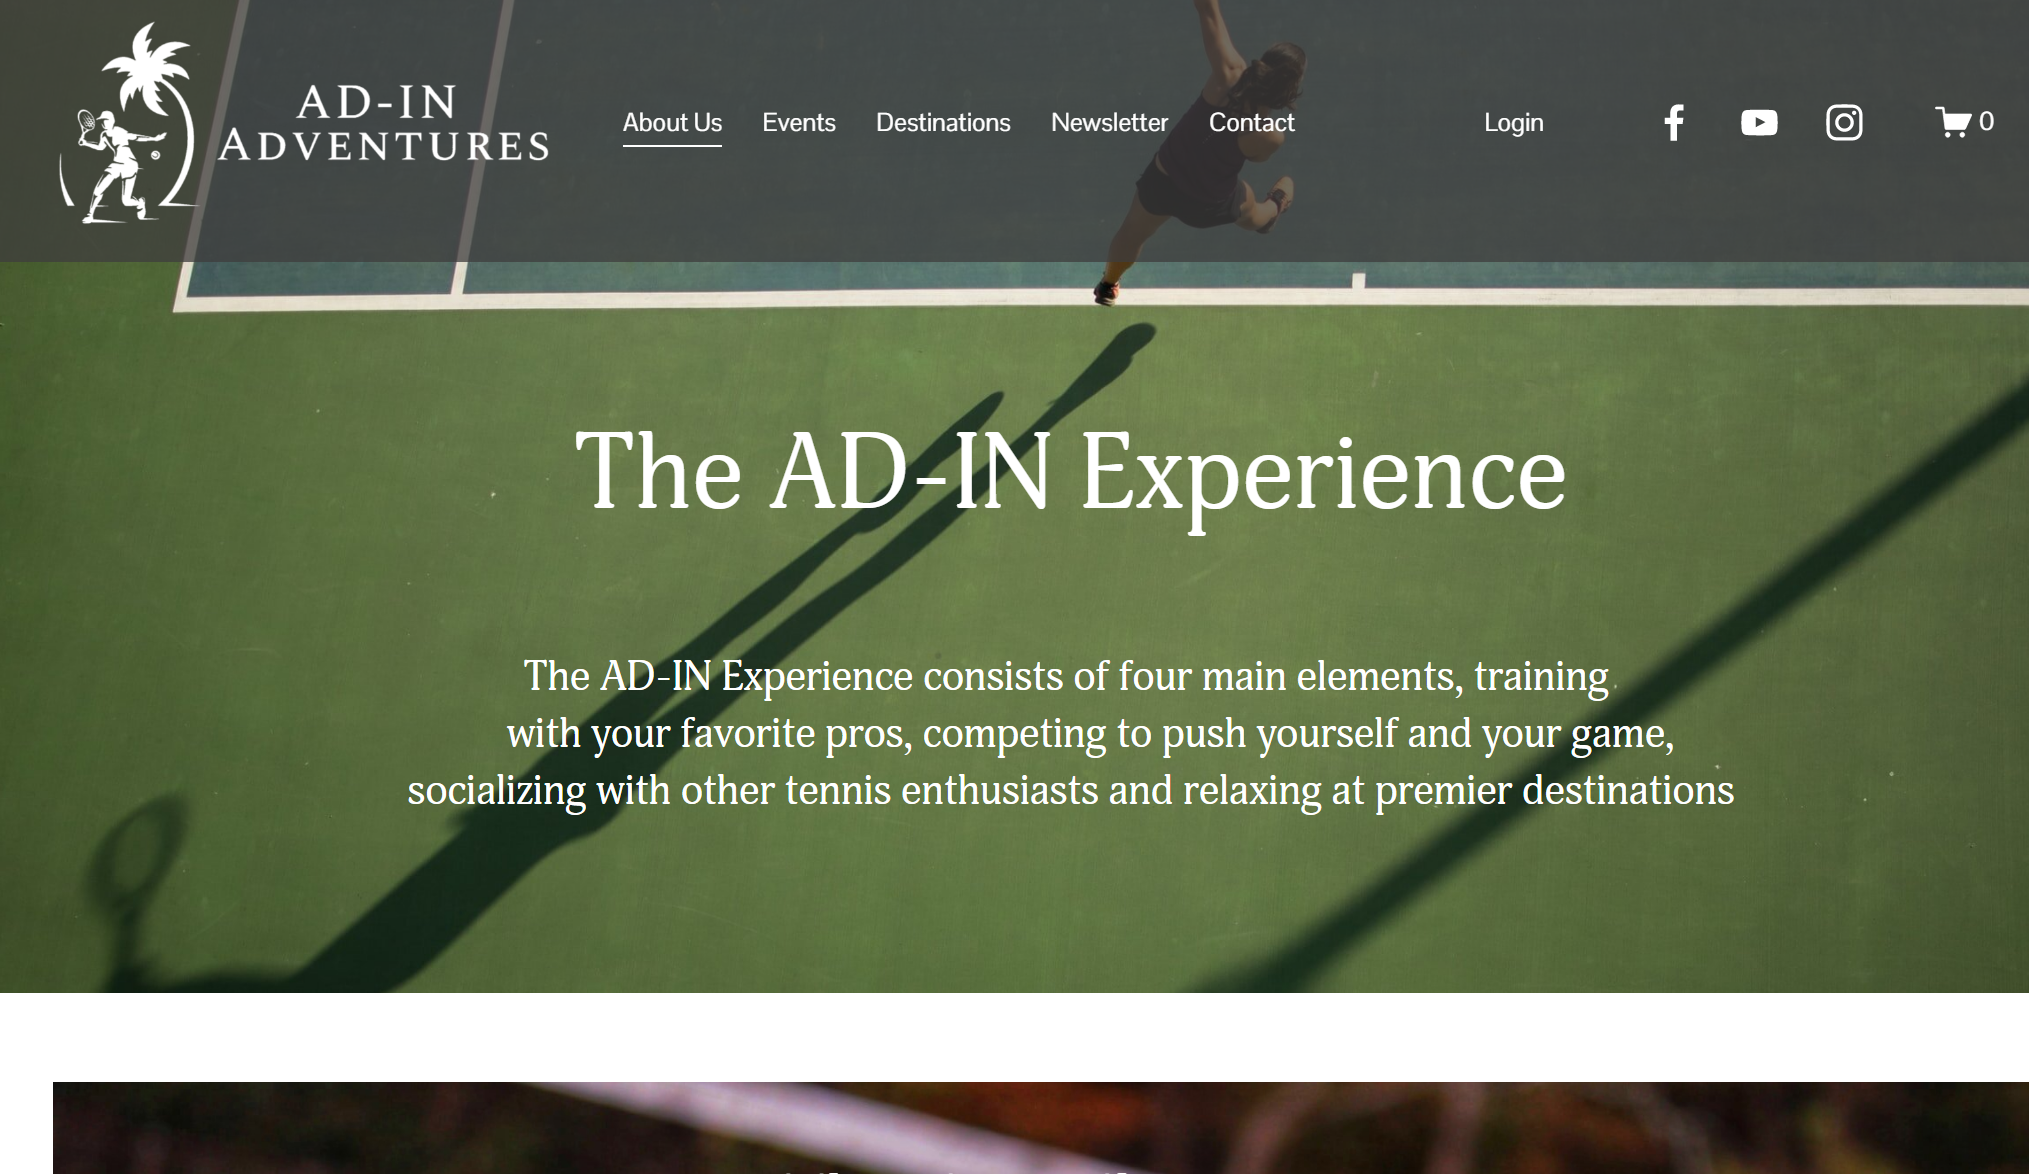 AD-IN
ADVENTURES
About Us
Events
Destinations
Newsletter
Contact
Login
0
The AD-IN Experience
The AD-IN Experience consists of four main elements, training
with your favorite pros, competing to push yourself and your game,
socializing with other tennis enthusiasts and relaxing at premier destinations